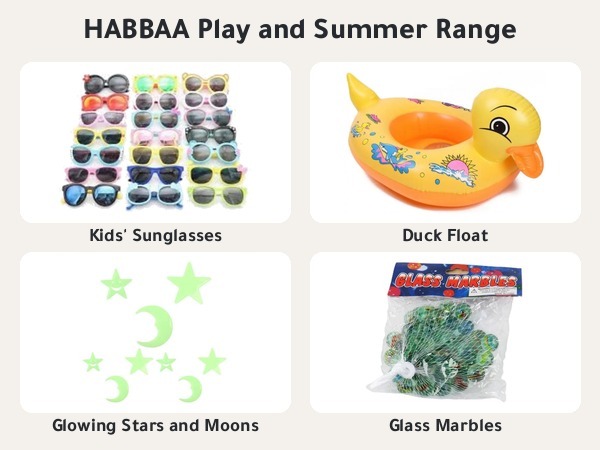 HABBAA Play and Summer Range
Kids' Sunglasses
Duck Float
Glowing Stars and Moons
GLASS MARBLES
Glass Marbles